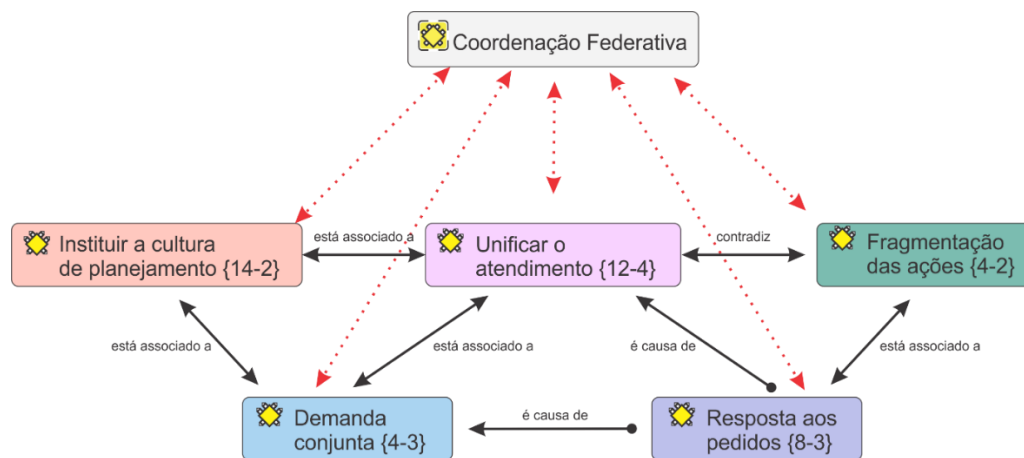 Coordenação Federativa
Instituir a cultura
de planejamento {14-2}
está associado a
Unificar o
atendimento {12-4}
contradiz
Fragmentação
das ações {4-2}
está associado a
está associado a
é causa de
está associado a
Demanda
conjunta {4-3}
é causa de
Resposta aos
pedidos {8-3}